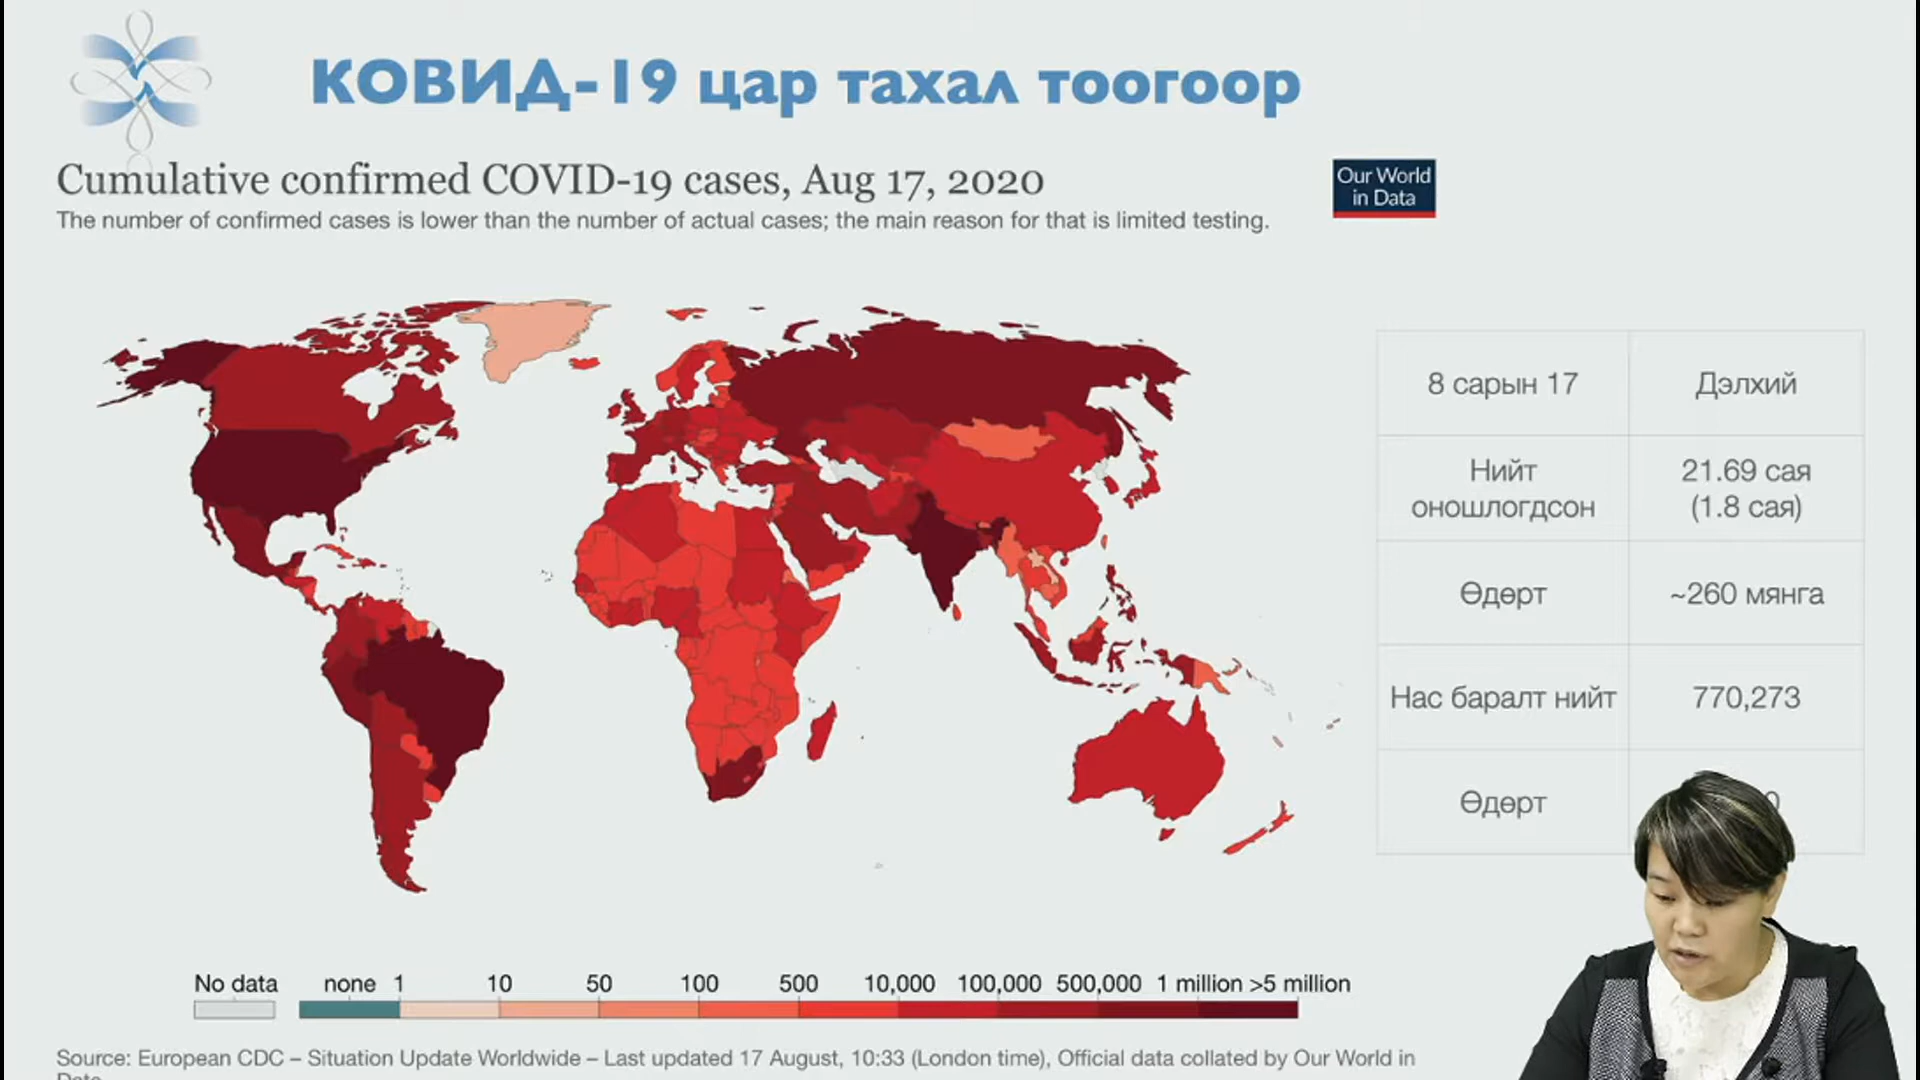 КОВИД-19 цар тахал тоогоор
Cumulative confirmed COVID-19 cases, Aug 17, 2020
The number of confirmed cases is lower than the number of actual cases; the main reason for that is limited testing.
Our World
in Data
8 сарын 17 Дэлхий
Нийт
оношлогдсон
21.69 сая
(1.8 сая)
Өдөрт ~260 мянга
Нас баралт нийт 770,273
Өдөрт
No data none 1 10 50 100 500 10,000 100,000 500,000 1 million >5 million
Source: European CDC – Situation Update Worldwide – Last updated 17 August, 10:33 (London time), Official data collated by Our World in